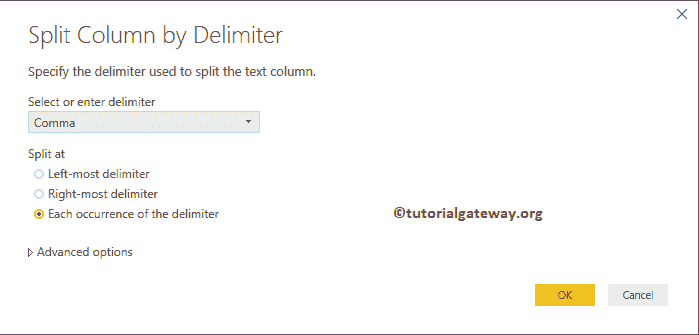 Split Column by Delimiter
Specify the delimiter used to split the text column.
Select or enter delimiter
Comma
Split at
Left-most delimiter
Right-most delimiter
Each occurrence of the delimiter
©tutorialgateway.org
Advanced options
OK
Cancel